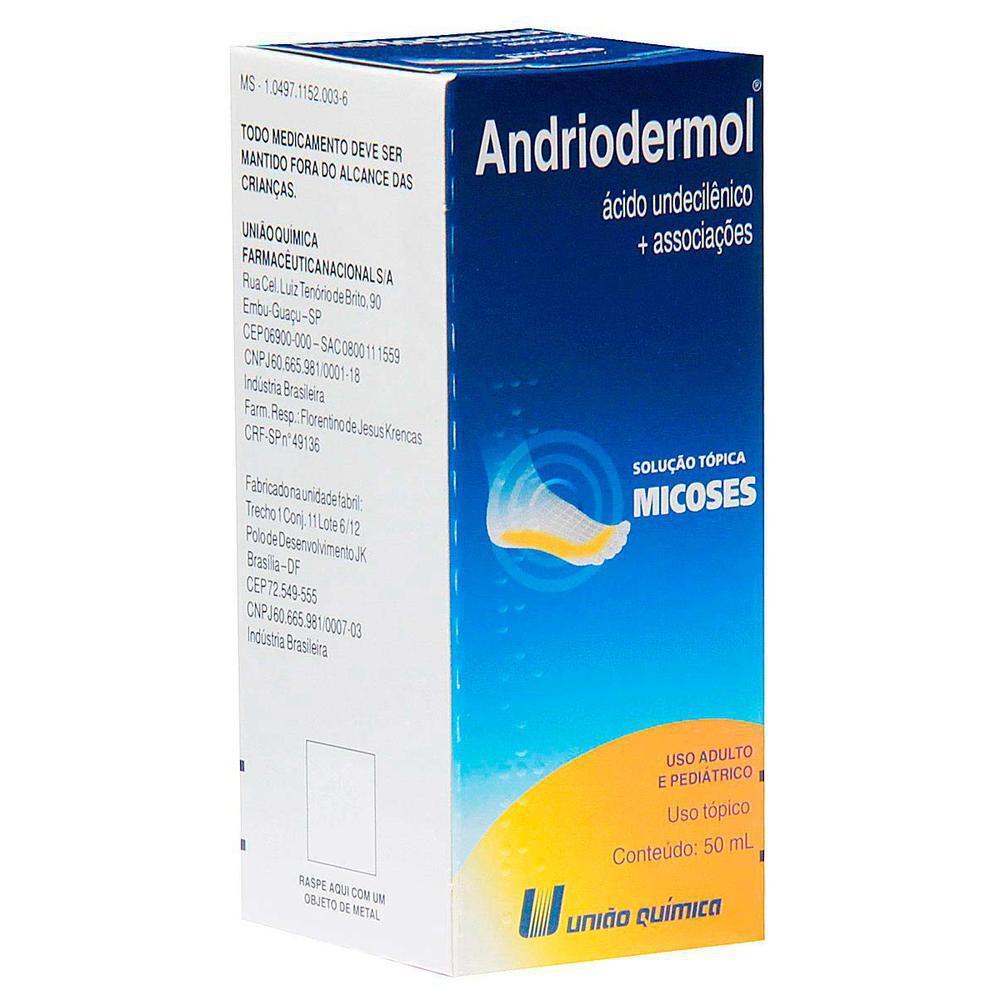 MS - 1.0497.1152.003-6
TODO MEDICAMENTO DEVE SER
MANTIDO FORA DO ALCANCE DAS
CRIANÇAS.
UNIÃO QUÍMICA
FARMACÊUTICA NACIONAL S/A
Rua Cel. Luiz Tenório de Brito, 90
Embu-Guaçu – SP
CEP 06900-000 – SAC 0800 11 1559
CNPJ 60.665.981/0001-18
Indústria Brasileira
Farm. Resp.: Florentino de Jesus Krencas
CRF-SP nº 49136
Fabricado na unidade fabril:
Trecho 1 Conj. 11 Lote 6/12
Polo de Desenvolvimento JK
Brasília – DF
CEP 72.549-555
CNPJ 60.665.981/0007-03
Indústria Brasileira
RASPE AQUI COM UM
OBJETO DE METAL
Andriodermol®
ácido undecilênico
+ associações
SOLUÇÃO TÓPICA
MICOSES
USO ADULTO
E PEDIÁTRICO
Uso tópico
Conteúdo: 50 mL
união química